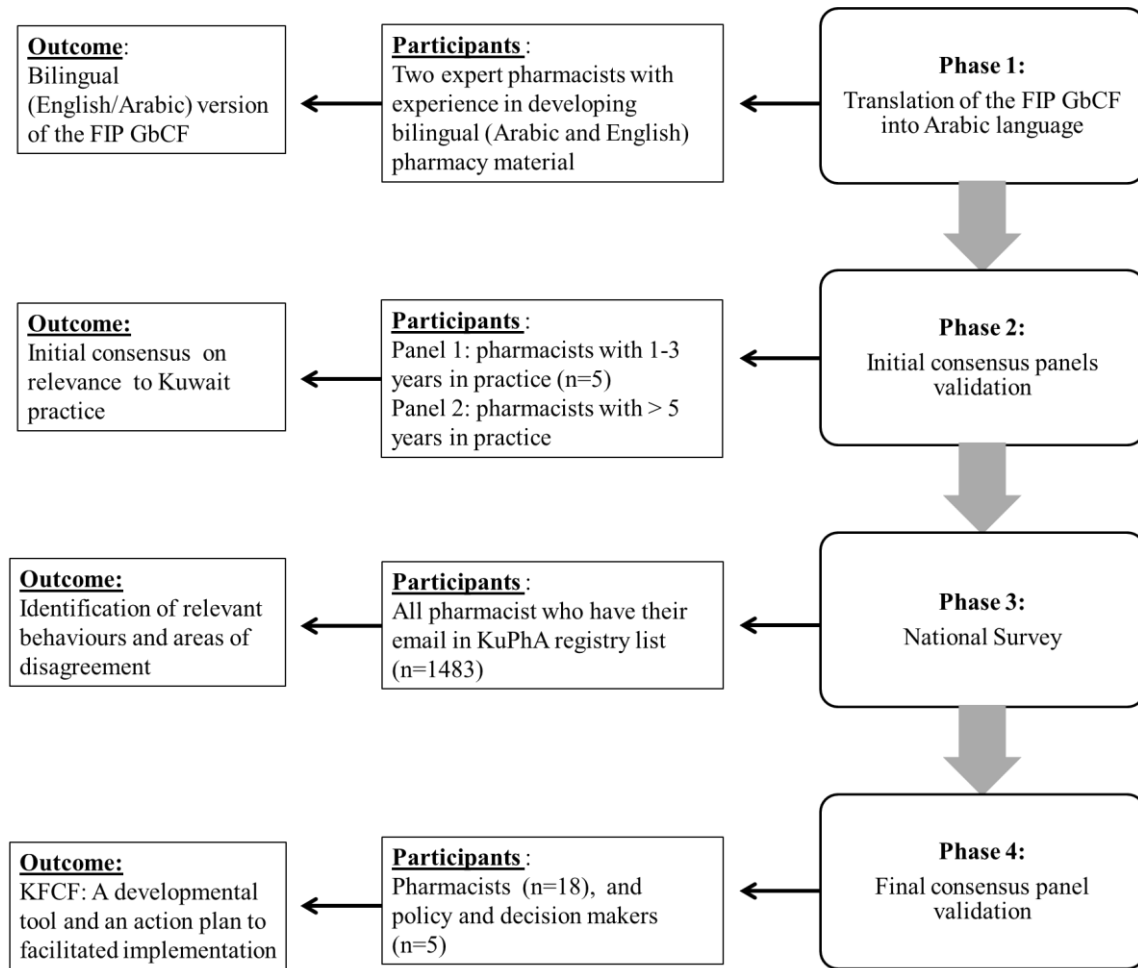 Outcome:
Bilingual
(English/Arabic) version
of the FIP GbCF
Participants :
Two expert pharmacists with
experience in developing
bilingual (Arabic and English)
pharmacy material
Phase 1:
Translation of the FIP GbCF
into Arabic language
Outcome:
Initial consensus on
relevance to Kuwait
practice
Participants :
Panel 1: pharmacists with 1-3
years in practice (n=5)
Panel 2: pharmacists with > 5
years in practice
Phase 2:
Initial consensus panels
validation
Outcome:
Identification of relevant
behaviours and areas of
disagreement
Participants :
All pharmacist who have their
email in KuPhA registry list
(n=1483)
Phase 3:
National Survey
Outcome:
KFCF: A developmental
tool and an action plan to
facilitated implementation
Participants :
Pharmacists (n=18), and
policy and decision makers
(n=5)
Phase 4:
Final consensus panel
validation